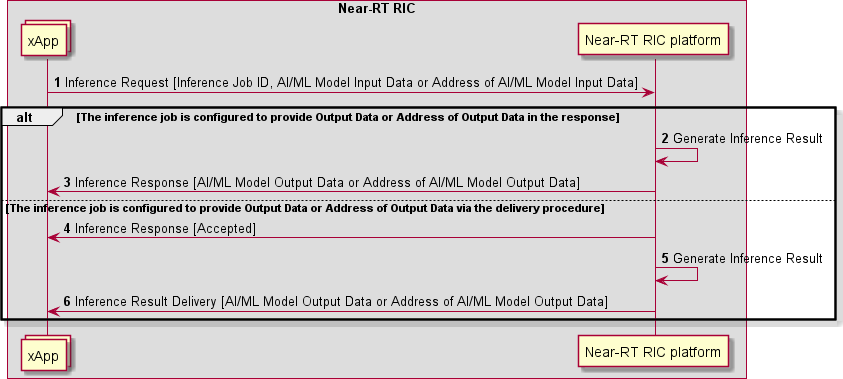 Near-RT RIC
xApp
Near-RT RIC platform
1 Inference Request [Inference Job ID, AI/ML Model Input Data or Address of AI/ML Model Input Data]
alt [The inference job is configured to provide Output Data or Address of Output Data in the response]
2 Generate Inference Result
3 Inference Response [AI/ML Model Output Data or Address of AI/ML Model Output Data]
[The inference job is configured to provide Output Data or Address of Output Data via the delivery procedure]
4 Inference Response [Accepted]
5 Generate Inference Result
6 Inference Result Delivery [AI/ML Model Output Data or Address of AI/ML Model Output Data]
xApp
Near-RT RIC platform